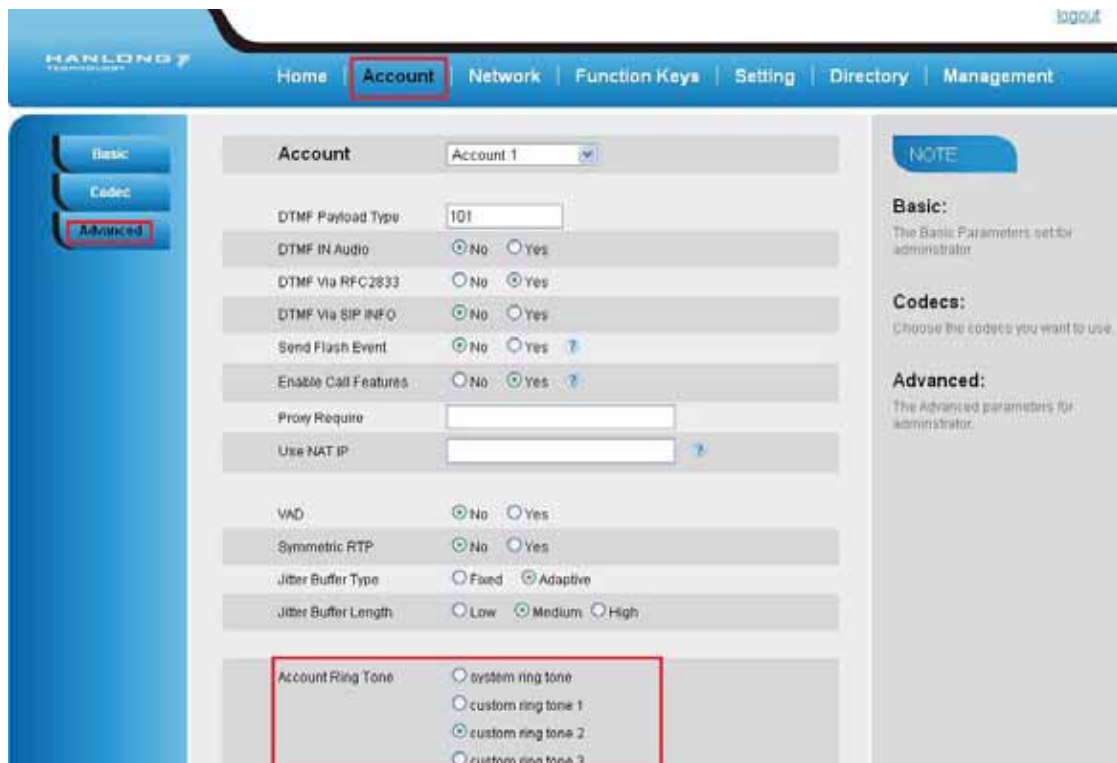 logout
HANLONG
TECHNOLOGY
Home | Account | Network | Function Keys | Setting | Directory | Management
Basic
Codec
Advanced
Account Account 1
DTMF Payload Type 101
DTMF IN Audio No Yes
DTMF Via RFC2833 No Yes
DTMF Via SIP INFO No Yes
Send Flash Event No Yes ?
Enable Call Features No Yes ?
Proxy Require
Use NAT IP ?
VAD No Yes
Symmetric RTP No Yes
Jitter Buffer Type Fixed Adaptive
Jitter Buffer Length Low Medium High
Account Ring Tone system ring tone
custom ring tone 1
custom ring tone 2
custom ring tone 3
NOTE
Basic:
The Basic Parameters set for
administrator
Codecs:
Choose the codecs you want to use.
Advanced:
The Advanced parameters for
administrator.